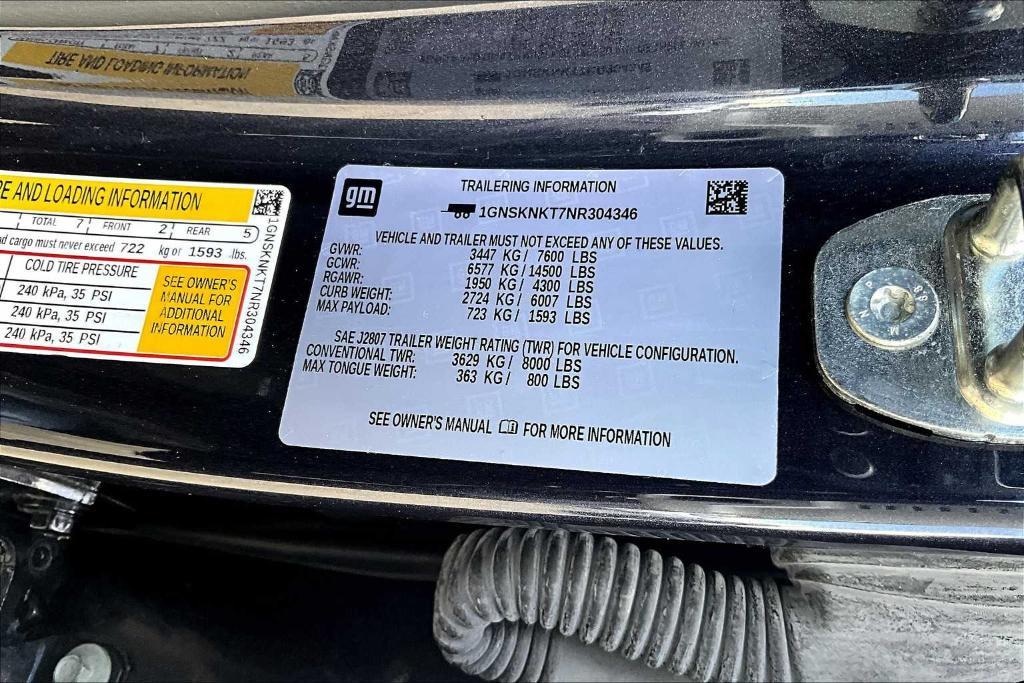 TIRE AND LOADING INFORMATION
E AND LOADING INFORMATION
TOTAL 7 FRONT 2 REAR 5
d cargo must never exceed 722 kg or 1593 lbs.
COLD TIRE PRESSURE
240 kPa, 35 PSI
240 kPa, 35 PSI
240 kPa, 35 PSI
SEE OWNER'S
MANUAL FOR
ADDITIONAL
INFORMATION
1GNSKNKT7NR304346
gm
TRAILERING INFORMATION
1GNSKNKT7NR304346
VEHICLE AND TRAILER MUST NOT EXCEED ANY OF THESE VALUES.
GVWR: 3447 KG / 7600 LBS
GCWR: 6577 KG / 14500 LBS
RGAWR: 1950 KG / 4300 LBS
CURB WEIGHT: 2724 KG / 6007 LBS
MAX PAYLOAD: 723 KG / 1593 LBS
SAE J2807 TRAILER WEIGHT RATING (TWR) FOR VEHICLE CONFIGURATION.
CONVENTIONAL TWR: 3629 KG / 8000 LBS
MAX TONGUE WEIGHT: 363 KG / 800 LBS
SEE OWNER'S MANUAL FOR MORE INFORMATION